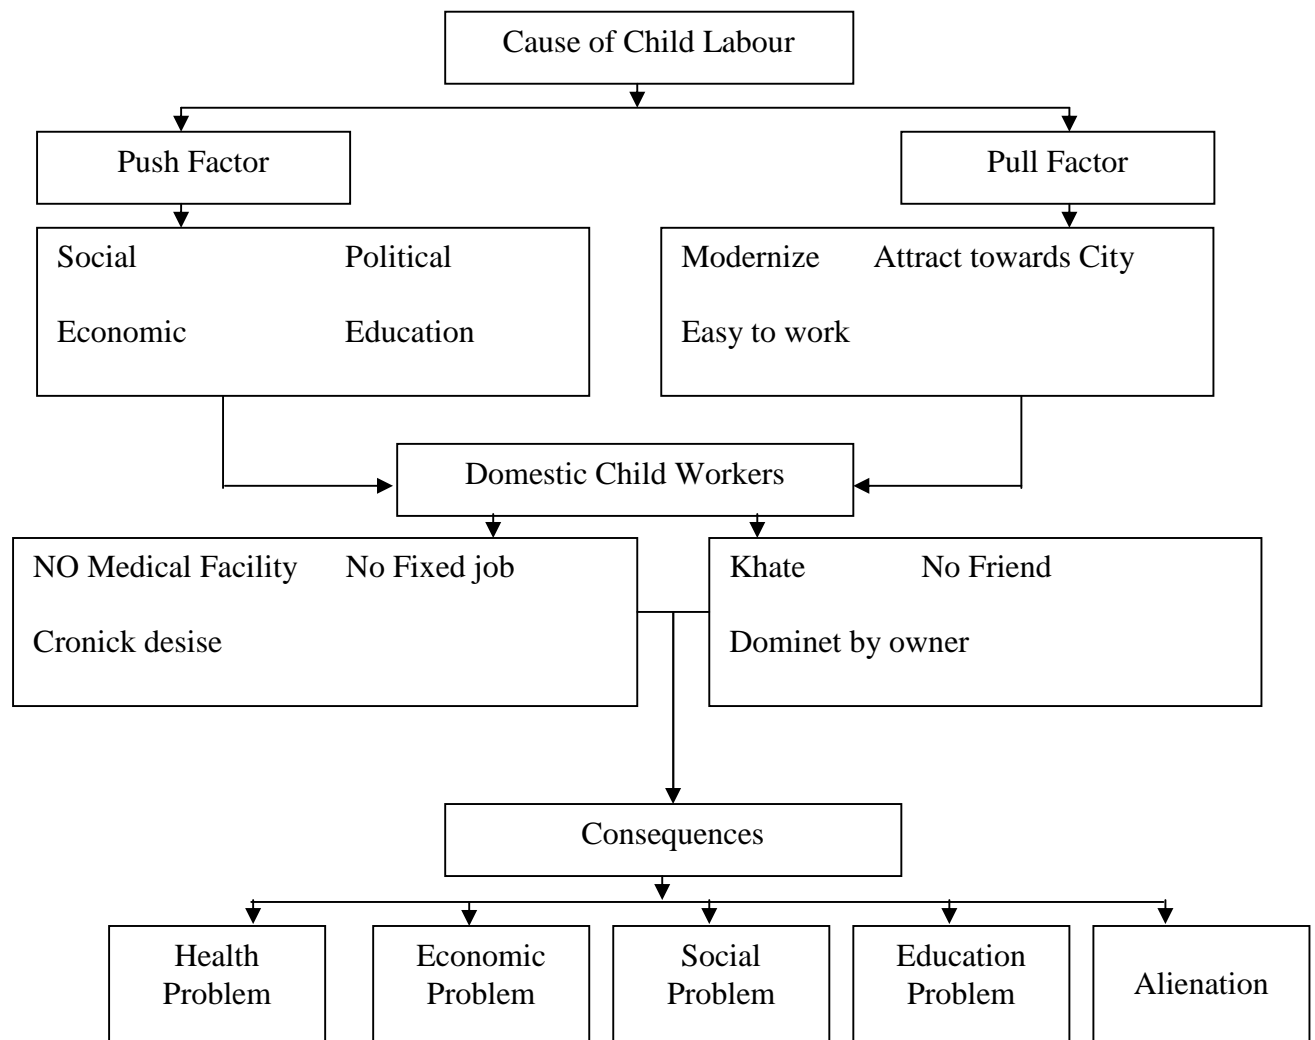 Cause of Child Labour
Push Factor
Pull Factor
Social Political
Economic Education
Modernize Attract towards City
Easy to work
Domestic Child Workers
NO Medical Facility No Fixed job
Cronick desise
Khate No Friend
Dominet by owner
Consequences
Health
Problem
Economic
Problem
Social
Problem
Education
Problem
Alienation